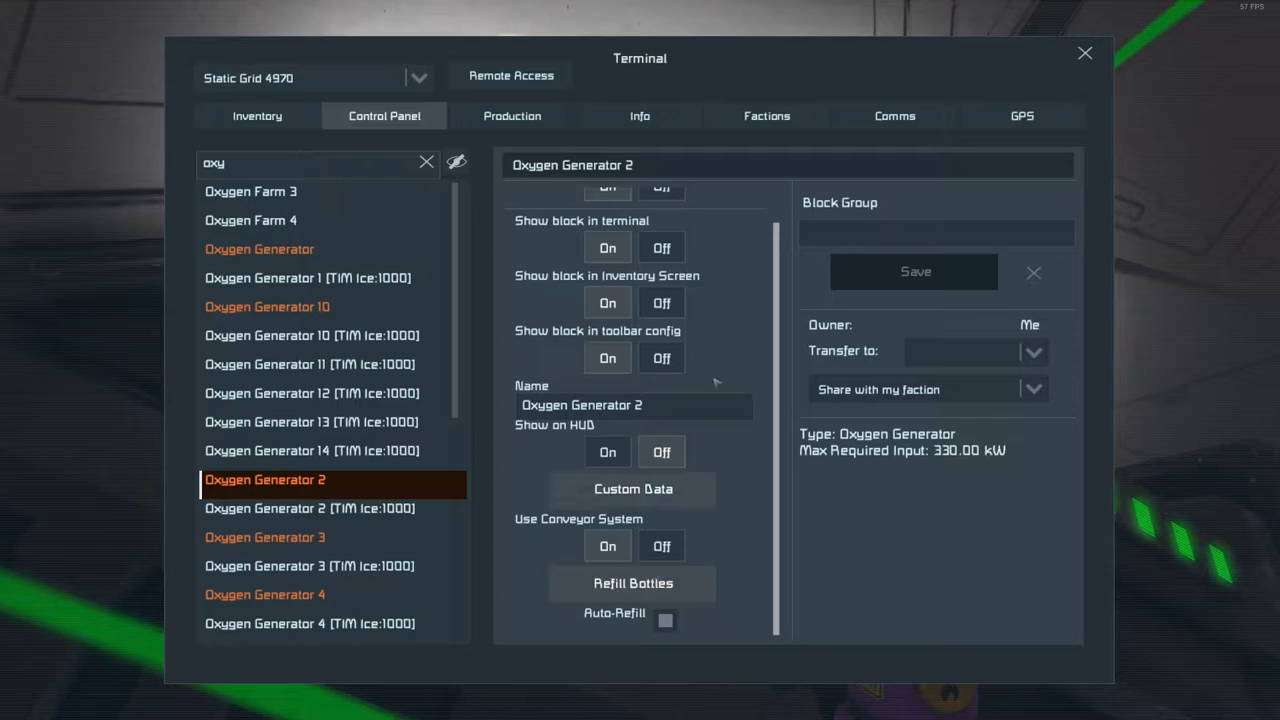 57 FPS
Terminal
Static Grid 4970
Remote Access
Inventory
Control Panel
Production
Info
Factions
Comms
GPS
oxy
Oxygen Farm 3
Oxygen Farm 4
Oxygen Generator
Oxygen Generator 1 [TIM Ice:1000]
Oxygen Generator 10
Oxygen Generator 10 [TIM Ice:1000]
Oxygen Generator 11 [TIM Ice:1000]
Oxygen Generator 12 [TIM Ice:1000]
Oxygen Generator 13 [TIM Ice:1000]
Oxygen Generator 14 [TIM Ice:1000]
Oxygen Generator 2
Oxygen Generator 2 [TIM Ice:1000]
Oxygen Generator 3
Oxygen Generator 3 [TIM Ice:1000]
Oxygen Generator 4
Oxygen Generator 4 [TIM Ice:1000]
Oxygen Generator 2
On Off
Show block in terminal
On Off
Show block in Inventory Screen
On Off
Show block in toolbar config
On Off
Name
Oxygen Generator 2
Show on HUD
On Off
Custom Data
Use Conveyor System
On Off
Refill Bottles
Auto-Refill
Block Group
Save
Owner: Me
Transfer to:
Share with my faction
Type: Oxygen Generator
Max Required Input: 330.00 kW